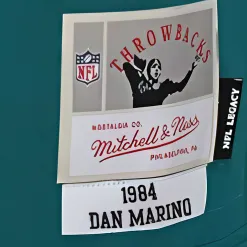 THROWBACKS
NFL
NOSTALGIA CO.
Mitchell & Ness
PHILADELPHIA, PA
NFL LEGACY
1984
DAN MARINO